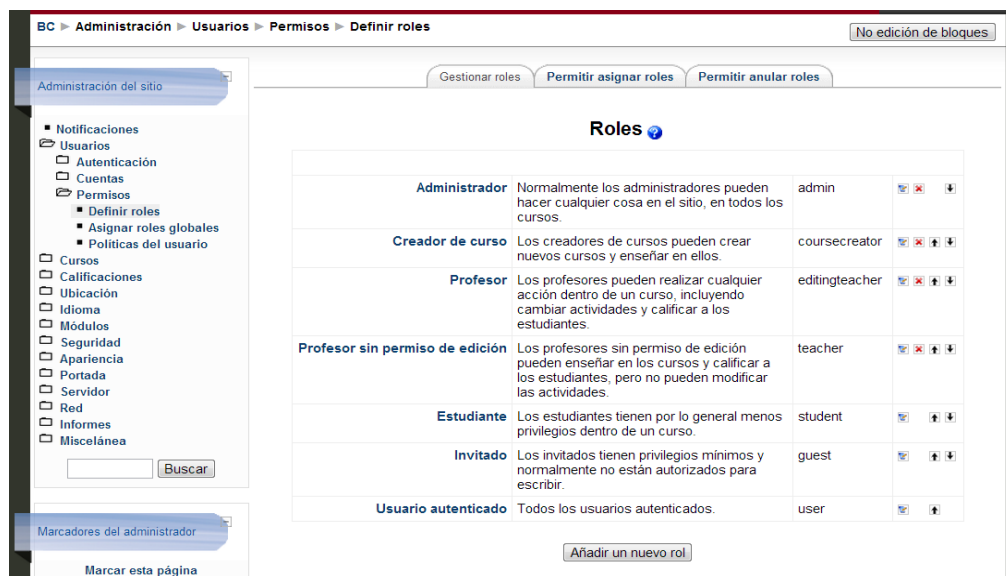 BC ► Administración ► Usuarios ► Permisos ► Definir roles
No edición de bloques
Administración del sitio
Notificaciones
Usuarios
Autenticación
Cuentas
Permisos
Definir roles
Asignar roles globales
Políticas del usuario
Cursos
Calificaciones
Ubicación
Idioma
Módulos
Seguridad
Apariencia
Portada
Servidor
Red
Informes
Miscelánea
Buscar
Marcadores del administrador
Marcar esta página
Gestionar roles
Permitir asignar roles
Permitir anular roles
Roles
Administrador
Normalmente los administradores pueden
hacer cualquier cosa en el sitio, en todos los
cursos.
admin
Creador de curso
Los creadores de cursos pueden crear
nuevos cursos y enseñar en ellos.
coursecreator
Profesor
Los profesores pueden realizar cualquier
acción dentro de un curso, incluyendo
cambiar actividades y calificar a los
estudiantes.
editingteacher
Profesor sin permiso de edición
Los profesores sin permiso de edición
pueden enseñar en los cursos y calificar a
los estudiantes, pero no pueden modificar
las actividades.
teacher
Estudiante
Los estudiantes tienen por lo general menos
privilegios dentro de un curso.
student
Invitado
Los invitados tienen privilegios mínimos y
normalmente no están autorizados para
escribir.
guest
Usuario autenticado
Todos los usuarios autenticados.
user
Añadir un nuevo rol